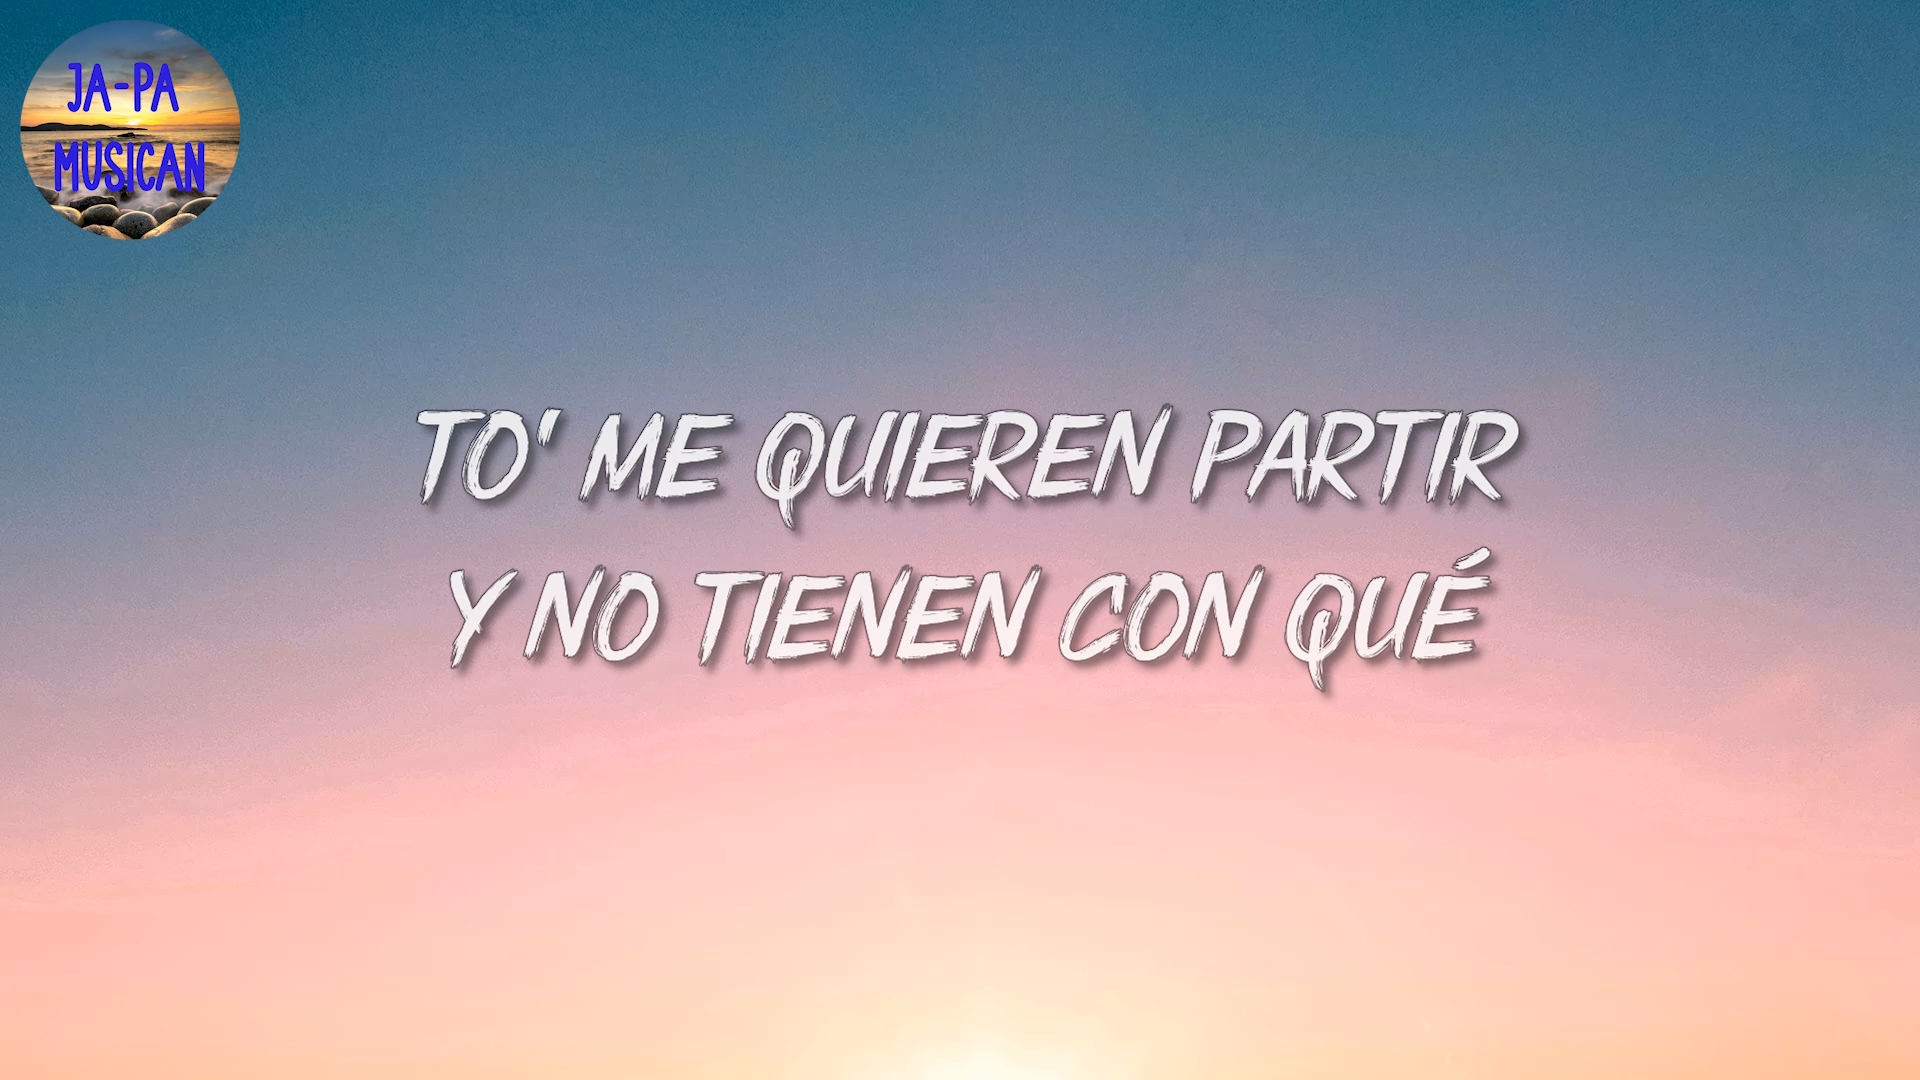 JA-PA
MUSICAN
TO' ME QUIEREN PARTIR
Y NO TIENEN CON QUÉ